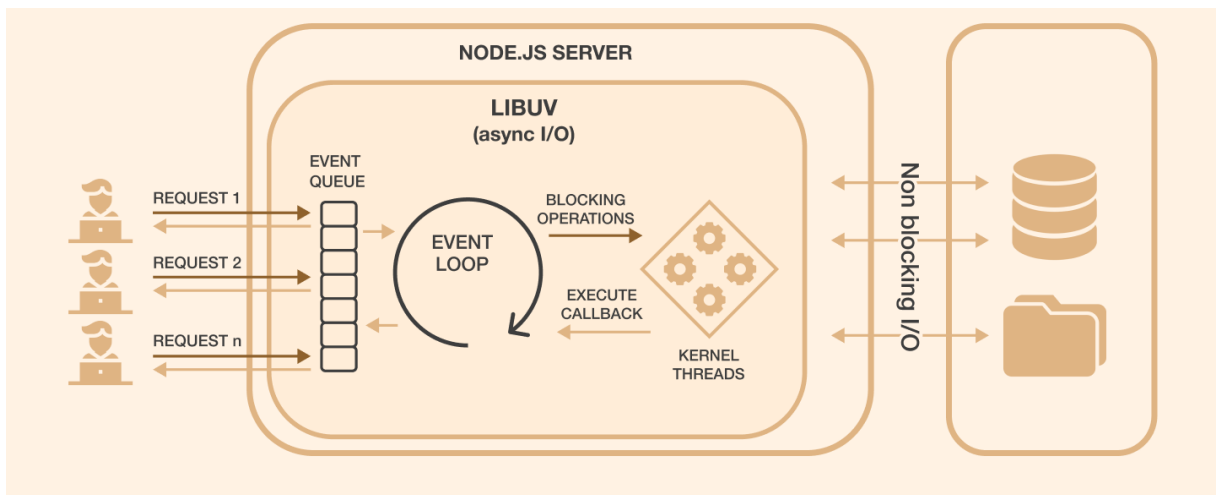 NODE.JS SERVER
LIBUV
(async I/O)
EVENT
QUEUE
REQUEST 1
REQUEST 2
REQUEST n
EVENT
LOOP
BLOCKING
OPERATIONS
EXECUTE
CALLBACK
KERNEL
THREADS
Non blocking I/O